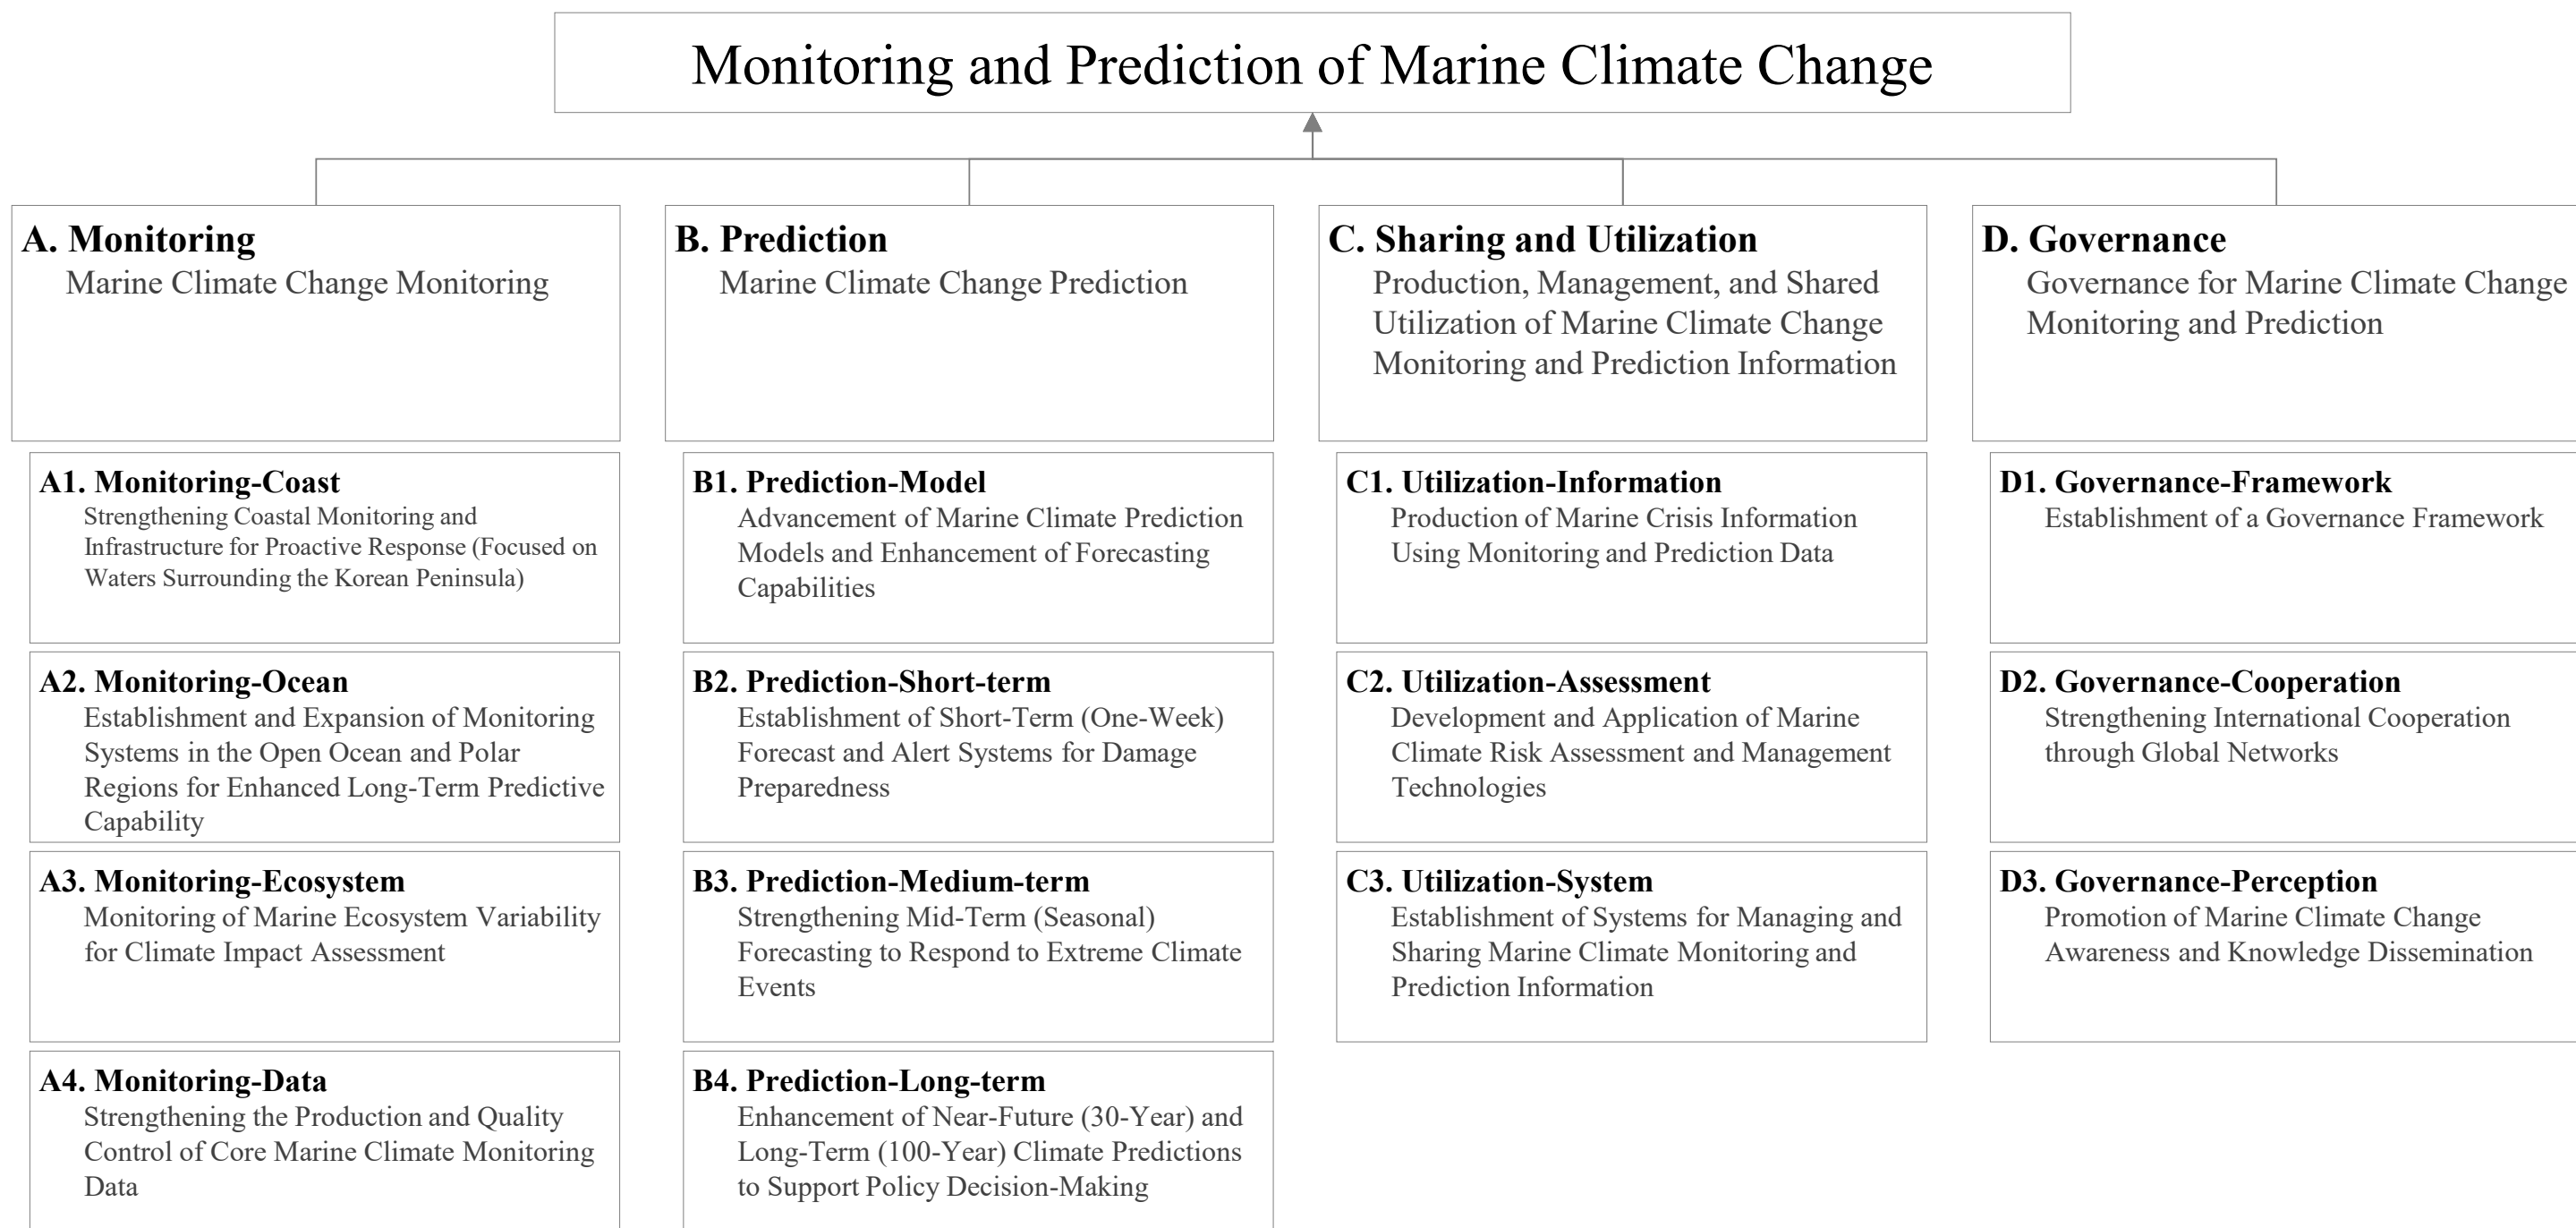 Monitoring and Prediction of Marine Climate Change
A. Monitoring
Marine Climate Change Monitoring
A1. Monitoring-Coast
Strengthening Coastal Monitoring and
Infrastructure for Proactive Response (Focused on
Waters Surrounding the Korean Peninsula)
A2. Monitoring-Ocean
Establishment and Expansion of Monitoring
Systems in the Open Ocean and Polar
Regions for Enhanced Long-Term Predictive
Capability
A3. Monitoring-Ecosystem
Monitoring of Marine Ecosystem Variability
for Climate Impact Assessment
A4. Monitoring-Data
Strengthening the Production and Quality
Control of Core Marine Climate Monitoring
Data
B. Prediction
Marine Climate Change Prediction
B1. Prediction-Model
Advancement of Marine Climate Prediction
Models and Enhancement of Forecasting
Capabilities
B2. Prediction-Short-term
Establishment of Short-Term (One-Week)
Forecast and Alert Systems for Damage
Preparedness
B3. Prediction-Medium-term
Strengthening Mid-Term (Seasonal)
Forecasting to Respond to Extreme Climate
Events
B4. Prediction-Long-term
Enhancement of Near-Future (30-Year) and
Long-Term (100-Year) Climate Predictions
to Support Policy Decision-Making
C. Sharing and Utilization
Production, Management, and Shared
Utilization of Marine Climate Change
Monitoring and Prediction Information
C1. Utilization-Information
Production of Marine Crisis Information
Using Monitoring and Prediction Data
C2. Utilization-Assessment
Development and Application of Marine
Climate Risk Assessment and Management
Technologies
C3. Utilization-System
Establishment of Systems for Managing and
Sharing Marine Climate Monitoring and
Prediction Information
D. Governance
Governance for Marine Climate Change
Monitoring and Prediction
D1. Governance-Framework
Establishment of a Governance Framework
D2. Governance-Cooperation
Strengthening International Cooperation
through Global Networks
D3. Governance-Perception
Promotion of Marine Climate Change
Awareness and Knowledge Dissemination